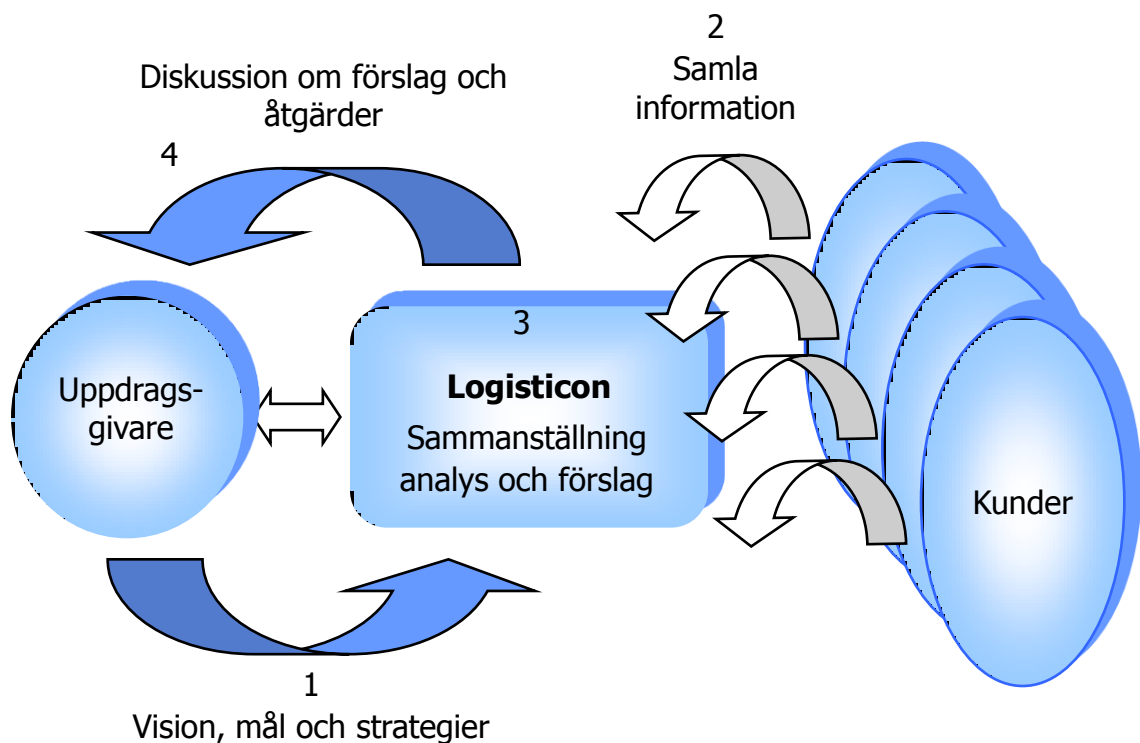 2
Samla
information
Diskussion om förslag och
åtgärder
4
3
Logisticon
Sammanställning
analys och förslag
Uppdrags-
givare
Kunder
1
Vision, mål och strategier